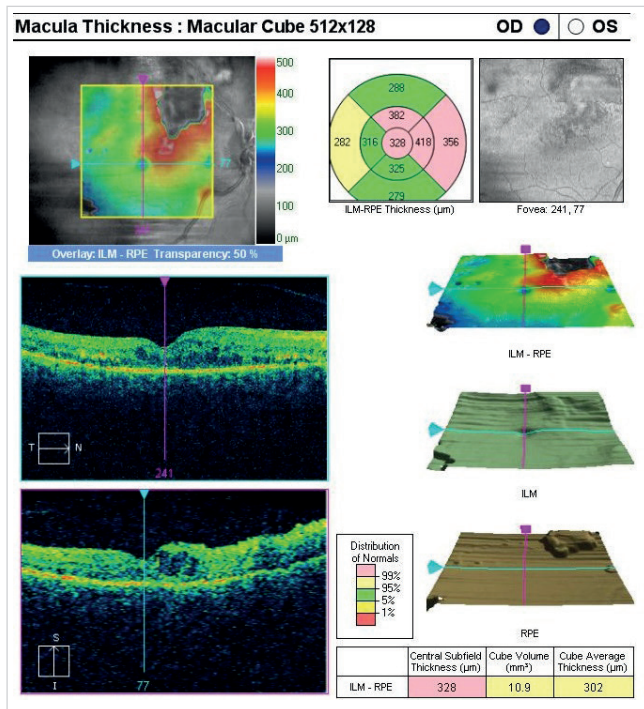 Macula Thickness : Macular Cube 512x128
OD
OS
500
400
300
200
100
0 µm
77
Overlay: ILM - RPE Transparency: 50 %
288
382
282
316
328
418
356
325
279
ILM-RPE Thickness (µm)
Fovea: 241, 77
ILM - RPE
T
N
241
ILM
S
I
77
Distribution
of Normals
99%
95%
5%
1%
RPE
Central Subfield
Thickness (µm)
Cube Volume
(mm³)
Cube Average
Thickness (µm)
ILM - RPE
328
10.9
302